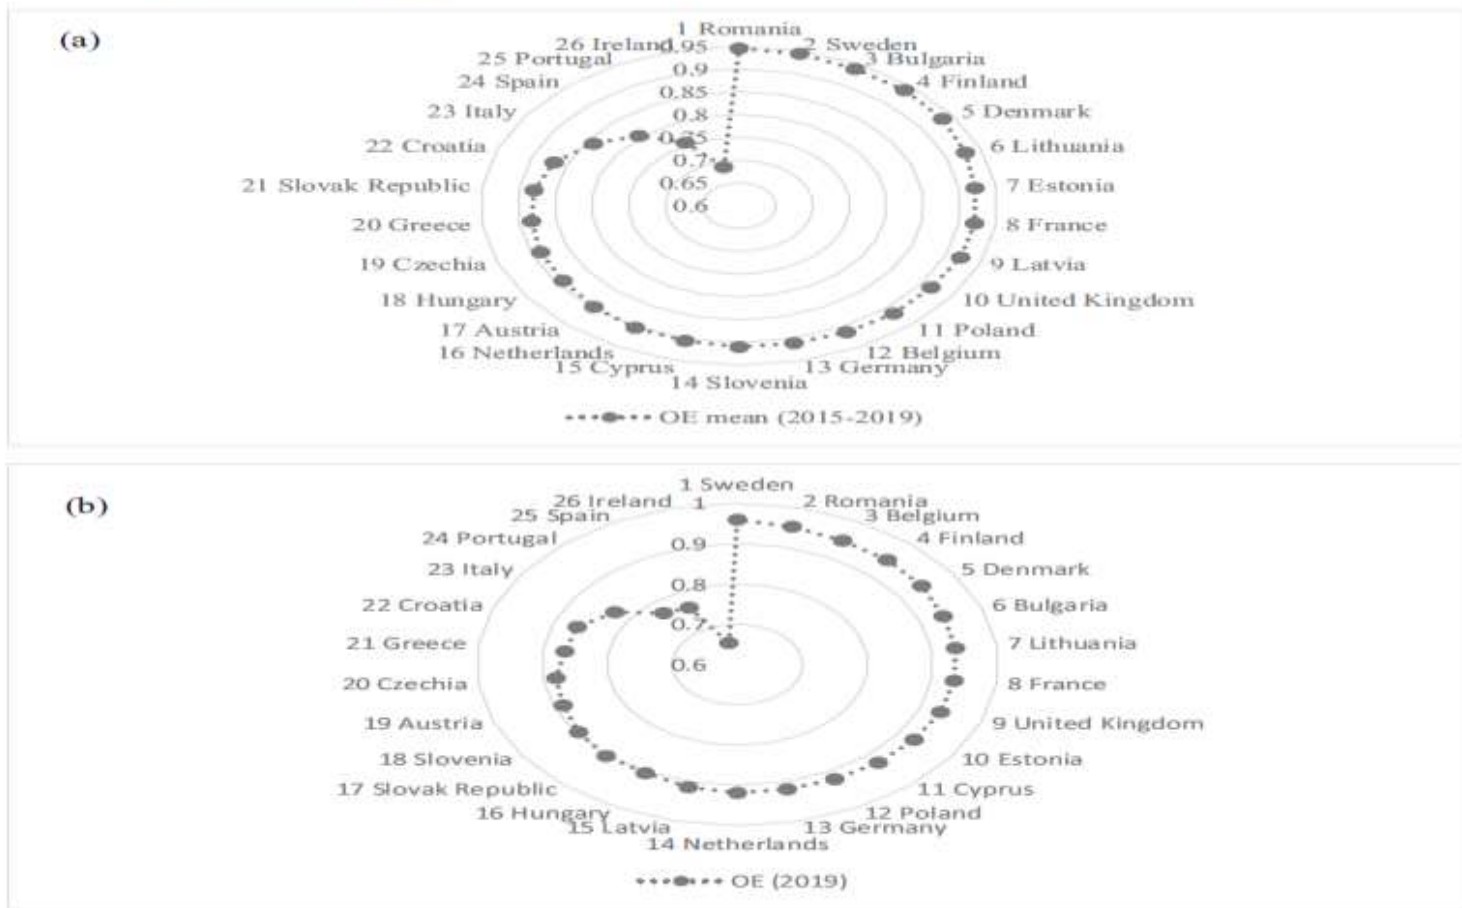 (a)
1 Romania
26 Ireland 0.95 2 Sweden
25 Portugal 0.9 3 Bulgaria
24 Spain 0.85 4 Finland
23 Italy 0.8 5 Denmark
22 Croatia 0.75 6 Lithuania
0.7
21 Slovak Republic 0.65 7 Estonia
0.6
20 Greece 8 France
19 Czechia 9 Latvia
18 Hungary 10 United Kingdom
17 Austria 11 Poland
16 Netherlands 12 Belgium
15 Cyprus 13 Germany
14 Slovenia
OE mean (2015-2019)
(b)
1 Sweden
26 Ireland 1 2 Romania
25 Spain 3 Belgium
24 Portugal 0.9 4 Finland
23 Italy 0.8 5 Denmark
22 Croatia 6 Bulgaria
0.7
21 Greece 7 Lithuania
0.6
20 Czechia 8 France
19 Austria 9 United Kingdom
18 Slovenia 10 Estonia
17 Slovak Republic 11 Cyprus
16 Hungary 12 Poland
15 Latvia 13 Germany
14 Netherlands
OE (2019)